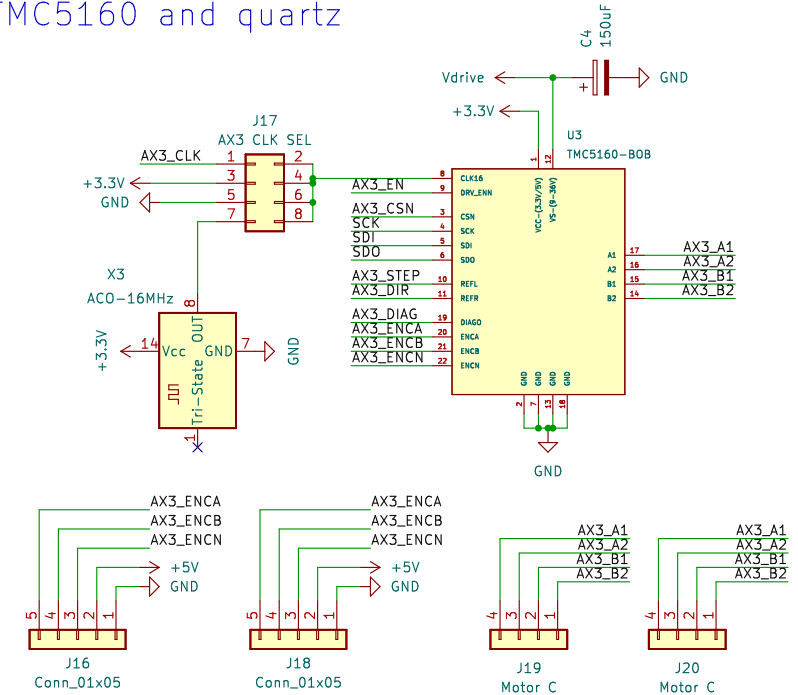 TMC5160 and quartz
C4
150uF
Vdrive
GND
+3.3V
J17
AX3 CLK SEL
U3
TMC5160-BOB
AX3_CLK
1
2
+3.3V
3
4
GND
5
6
7
8
1
12
VCC-(3.3V/5V)
VS-(9-36V)
8
CLK16
AX3_EN
9
DRV_ENN
AX3_CSN
3
CSN
SCK
4
SCK
SDI
5
SDI
SDO
6
SDO
AX3_STEP
10
REFL
AX3_DIR
11
REFR
AX3_DIAG
19
DIAGO
AX3_ENCA
20
ENCA
AX3_ENCB
21
ENCB
AX3_ENCN
22
ENCN
A1
17
AX3_A1
A2
16
AX3_A2
B1
15
AX3_B1
B2
14
AX3_B2
GND
GND
GND
GND
2
7
13
18
GND
X3
ACO-16MHz
8
OUT
+3.3V
14
Vcc
GND
7
GND
Tri-State
1
AX3_ENCA
AX3_ENCB
AX3_ENCN
+5V
GND
5
4
3
2
1
J16
Conn_01x05
AX3_ENCA
AX3_ENCB
AX3_ENCN
+5V
GND
5
4
3
2
1
J18
Conn_01x05
AX3_A1
AX3_A2
AX3_B1
AX3_B2
4
3
2
1
J19
Motor C
AX3_A1
AX3_A2
AX3_B1
AX3_B2
4
3
2
1
J20
Motor C